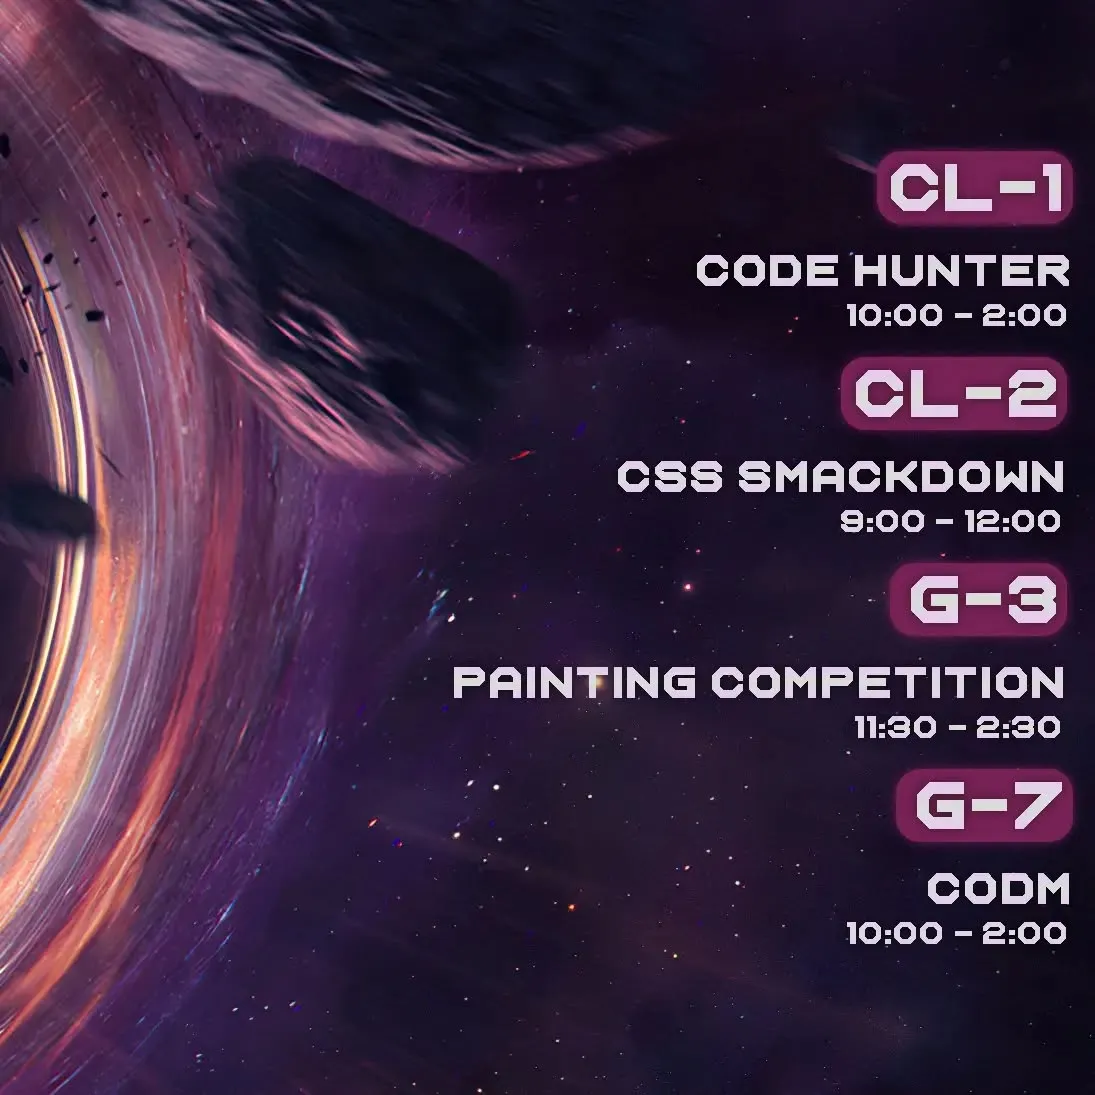 CL-1
CODE HUNTER
10:00 - 2:00
CL-2
CSS SMACKDOWN
9:00 - 12:00
G-3
PAINTING COMPETITION
11:30 - 2:30
G-7
CODM
10:00 - 2:00